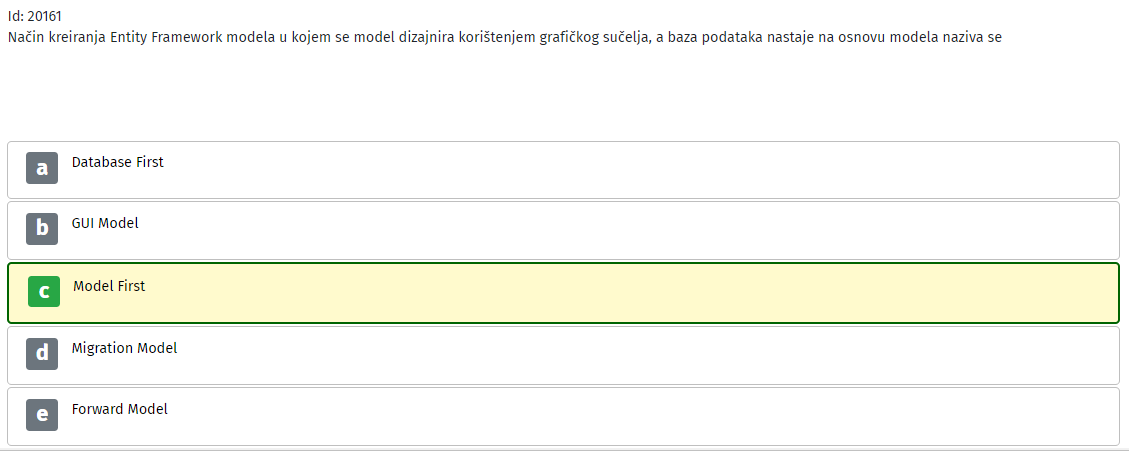 Id: 20161
Način kreiranja Entity Framework modela u kojem se model dizajnira korištenjem grafičkog sučelja, a baza podataka nastaje na osnovu modela naziva se
a Database First
b GUI Model
c Model First
d Migration Model
e Forward Model